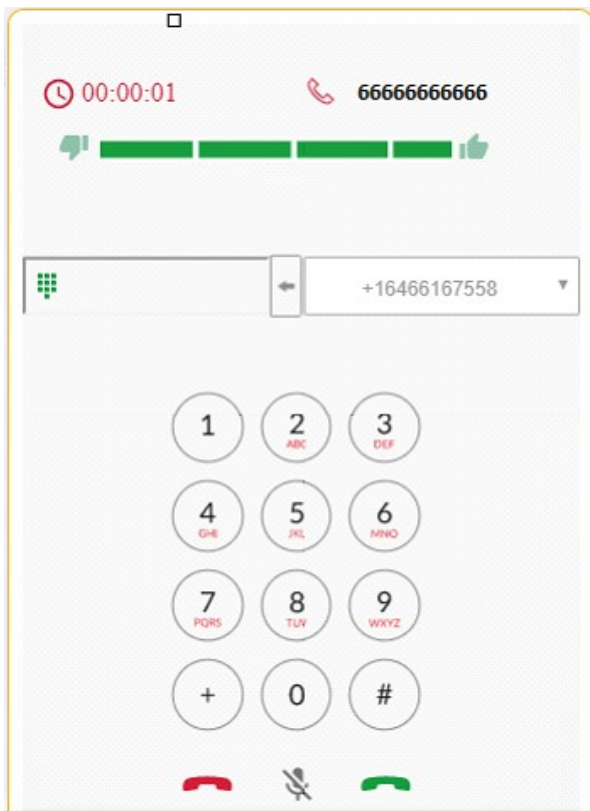 00:00:01 66666666666
+16466167558
1 2 3
ABC DEF
4 5 6
GHI JKL MNO
7 8 9
PQRS TUV WXYZ
+ 0 #